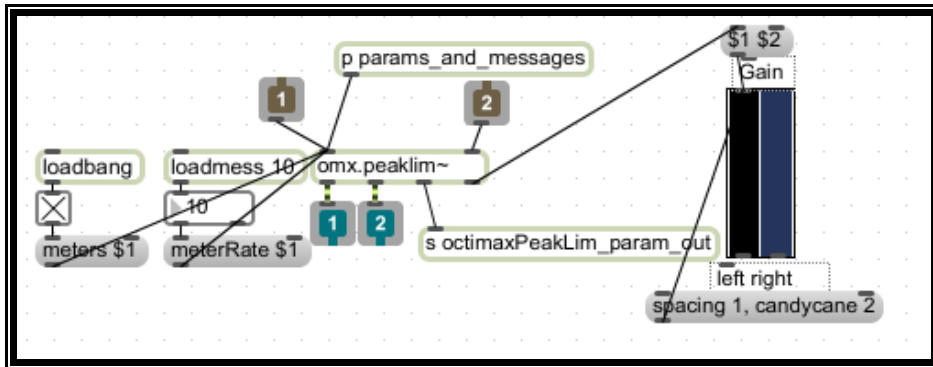 $1 $2
p params_and_messages
Gain
1
2
loadbang
loadmess 10
omx.peaklim~
10
1
2
meters $1
meterRate $1
s octimaxPeakLim_param_out
left right
spacing 1, candycane 2